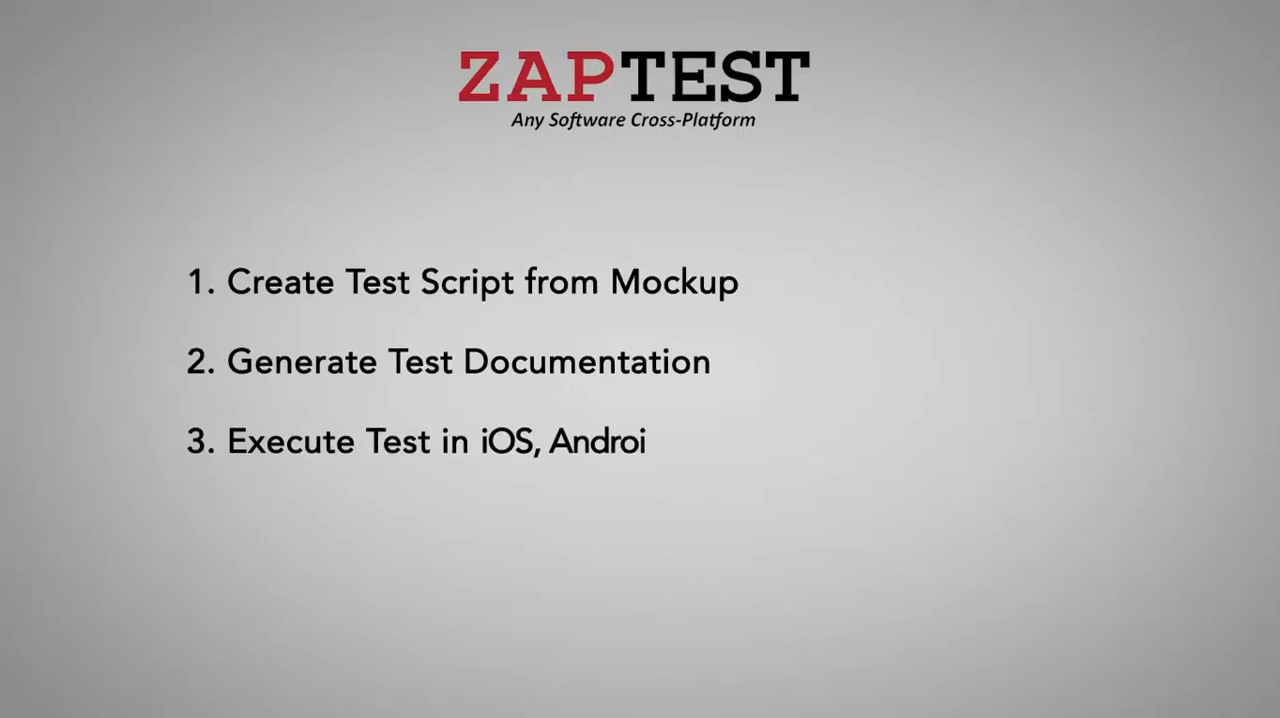 ZAPTEST
Any Software Cross-Platform
1. Create Test Script from Mockup
2. Generate Test Documentation
3. Execute Test in iOS, Androi